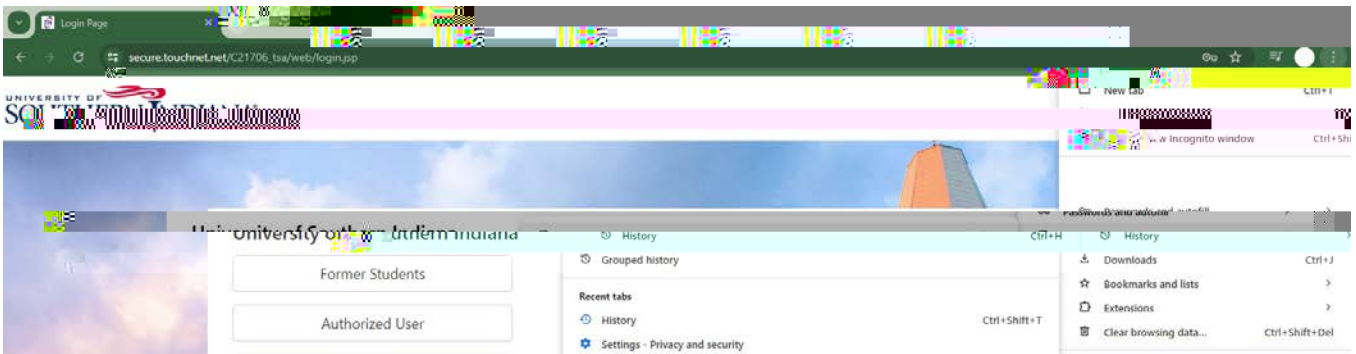 Login Page
secure.touchnet.net/C21706_tsa/web/login.jsp
UNIVERSITY OF
New tab Ctrl+T
Incognito window
Passwords and autofill
History Ctrl+H
History
Grouped history
Downloads Ctrl+J
Former Students
Bookmarks and lists
Recent tabs
Extensions
History Ctrl+Shift+T
Authorized User
Clear browsing data... Ctrl+Shift+Del
Settings - Privacy and security